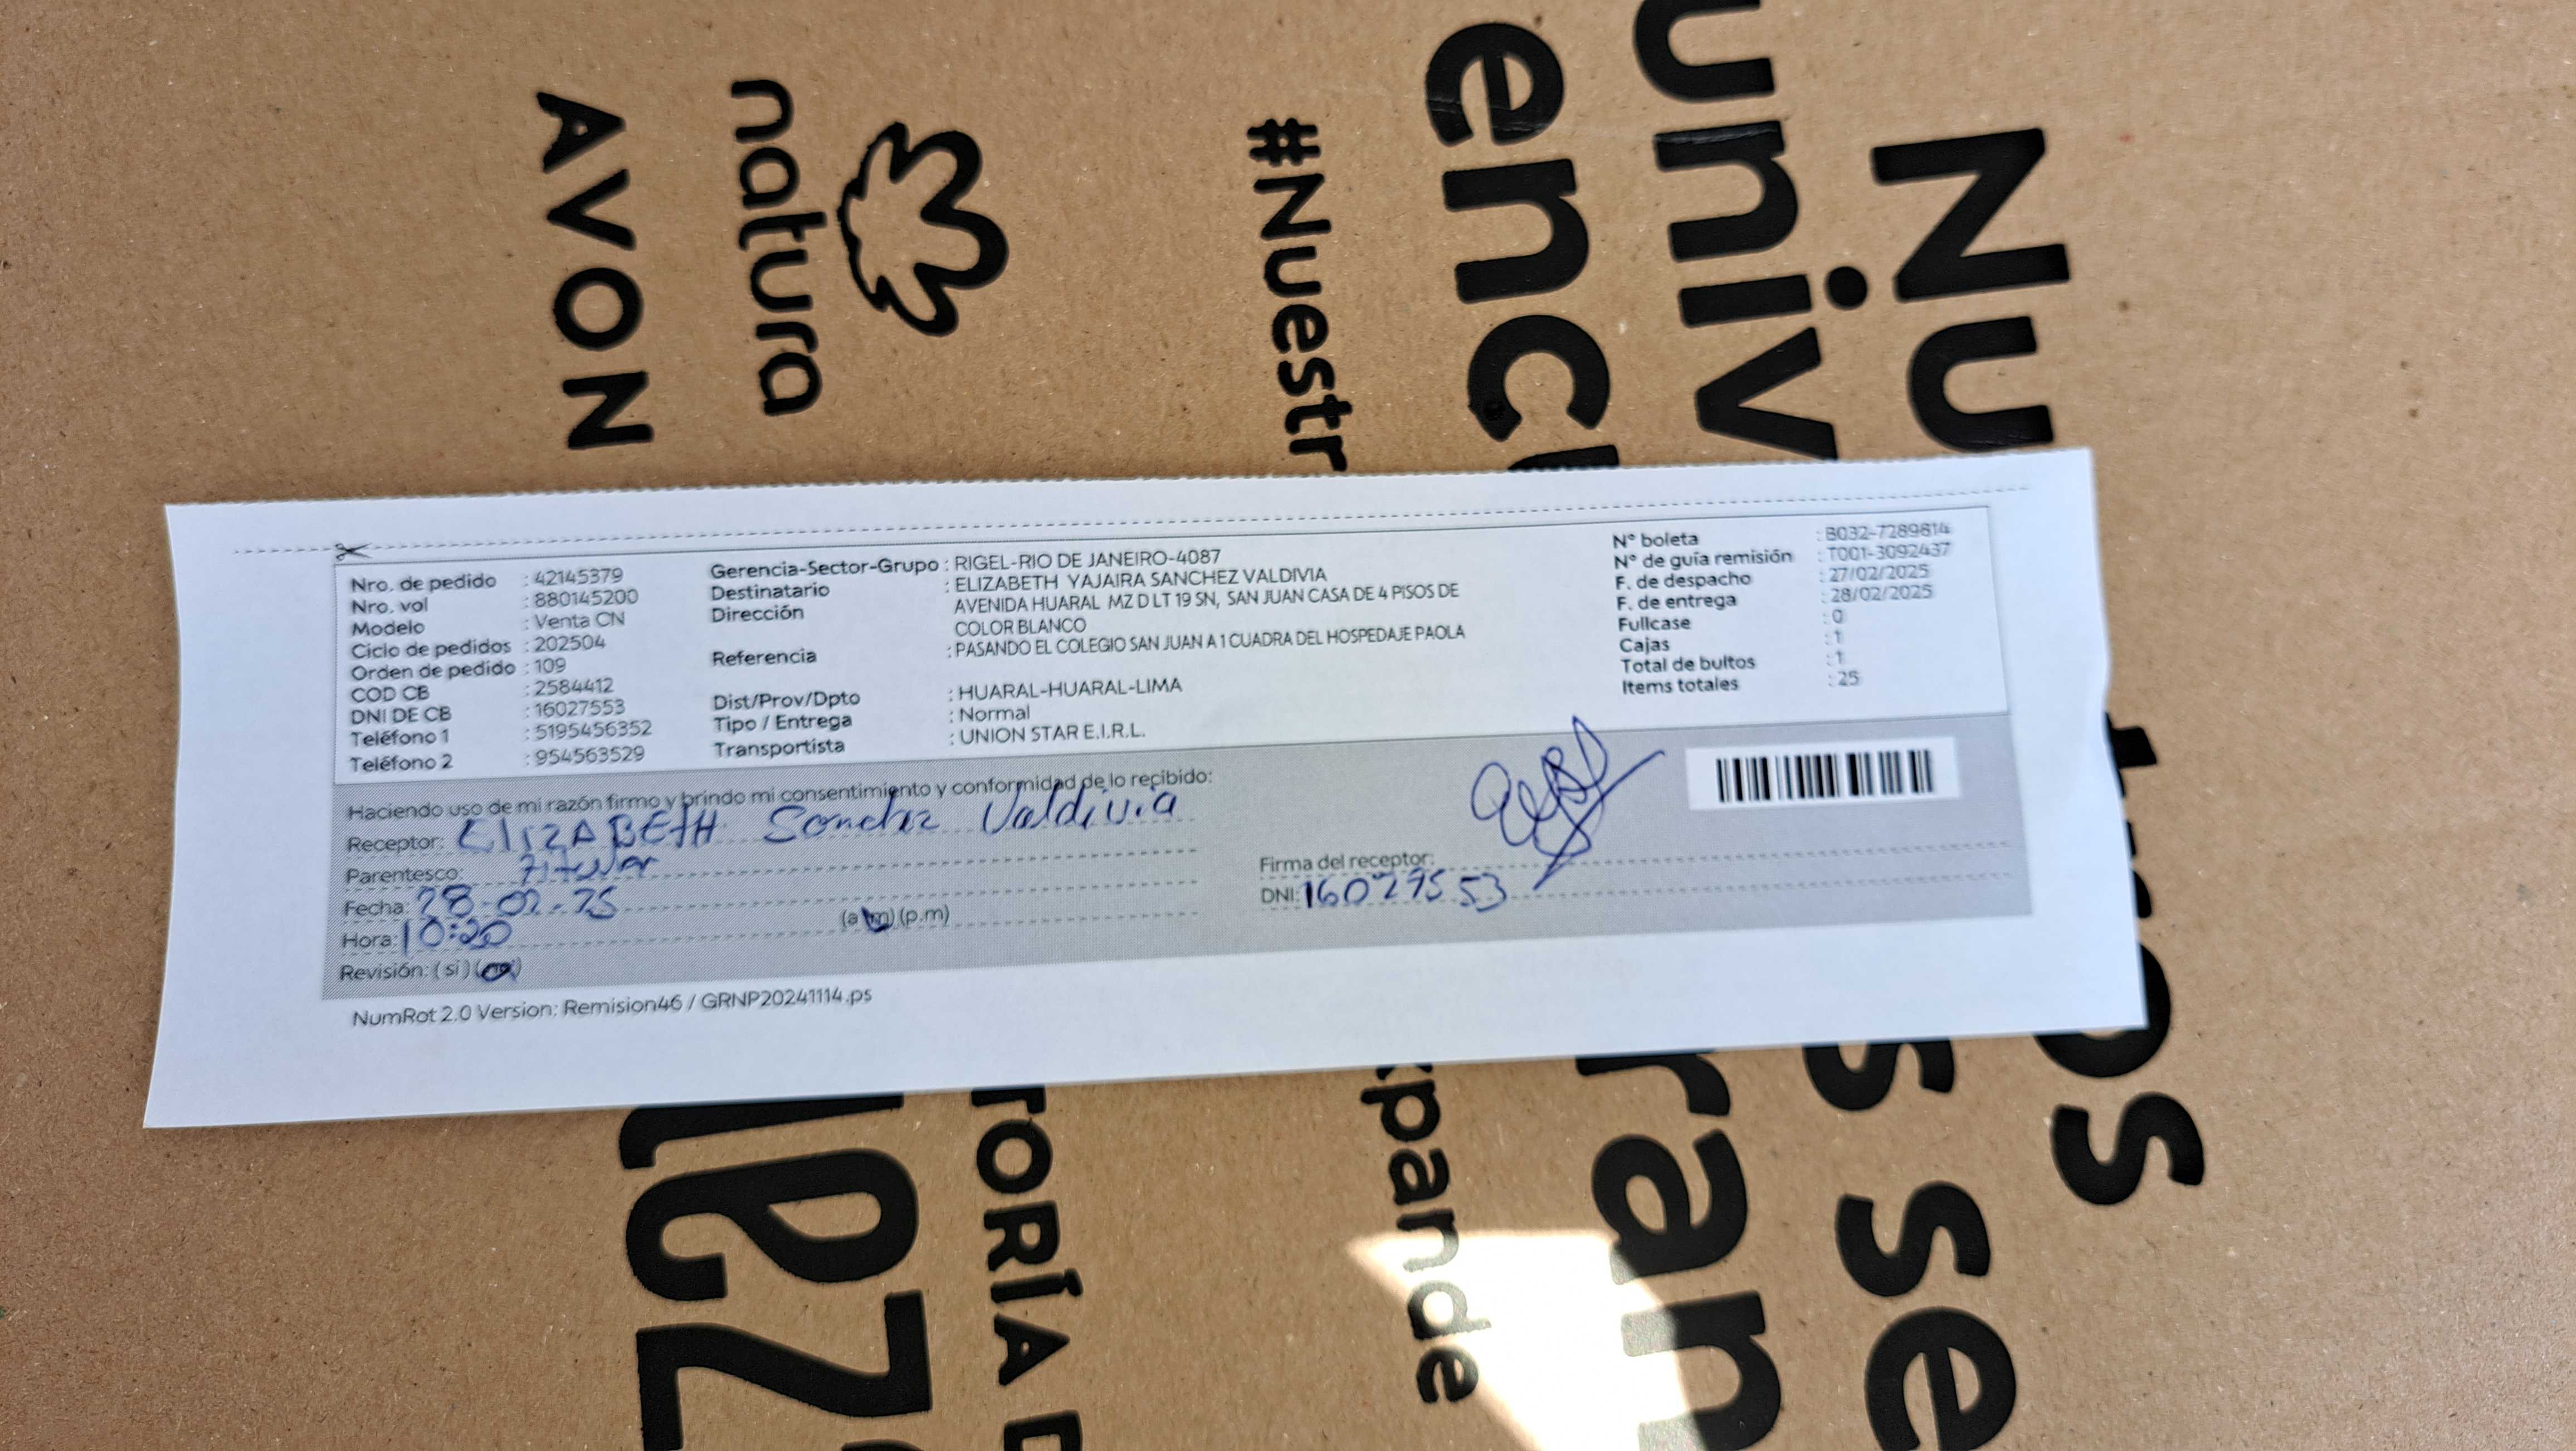 AVON
natura
#Nuestr
enc
univ
Nu
Nro. de pedido : 42145379
Nro. vol : 880145200
Modelo : Venta CN
Ciclo de pedidos : 202504
Orden de pedido : 109
COD CB : 2584412
DNI DE CB : 16027553
Teléfono 1 : 5195456352
Teléfono 2 : 954563529
Gerencia-Sector-Grupo : RIGEL-RIO DE JANEIRO-4087
Destinatario : ELIZABETH YAJAIRA SANCHEZ VALDIVIA
Dirección AVENIDA HUARAL MZ D LT 19 SN, SAN JUAN CASA DE 4 PISOS DE
COLOR BLANCO
Referencia : PASANDO EL COLEGIO SAN JUAN A 1 CUADRA DEL HOSPEDAJE PAOLA
Dist/Prov/Dpto : HUARAL-HUARAL-LIMA
Tipo / Entrega : Normal
Transportista : UNION STAR E.I.R.L.
N° boleta : B032-7289814
N° de guía remisión : T001-3092437
F. de despacho : 27/02/2025
F. de entrega : 28/02/2025
Fullcase : 0
Cajas : 1
Total de bultos : 1
Items totales : 25
Haciendo uso de mi razón firmo y brindo mi consentimiento y conformidad de lo recibido:
Receptor: ELIZABEtH Sanchez Valdivia
Parentesco: Titular
Fecha: 28-02-25
Hora: 10:20 (a.m) (p.m)
Revisión: (si) (no)
Firma del receptor:
DNI: 16027553
NumRot 2.0 Version: Remision46 / GRNP20241114.ps
TORÍA
xpande
ran
s se
os